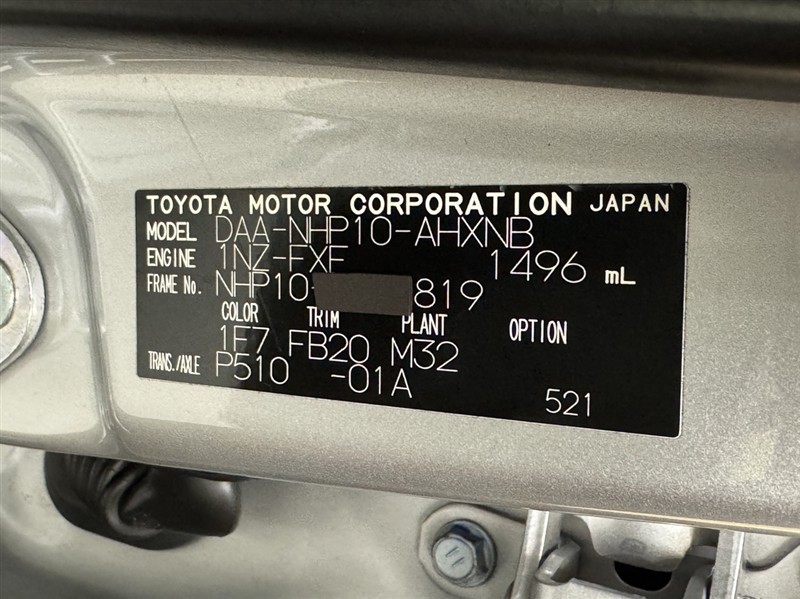 TOYOTA MOTOR CORPORATION JAPAN
MODEL DAA-NHP10-AHXNB
ENGINE 1NZ-FXE 1496 mL
FRAME No. NHP10- 819
COLOR TRIM PLANT OPTION
1F7 FB20 M32
TRANS./AXLE P510 -01A
521